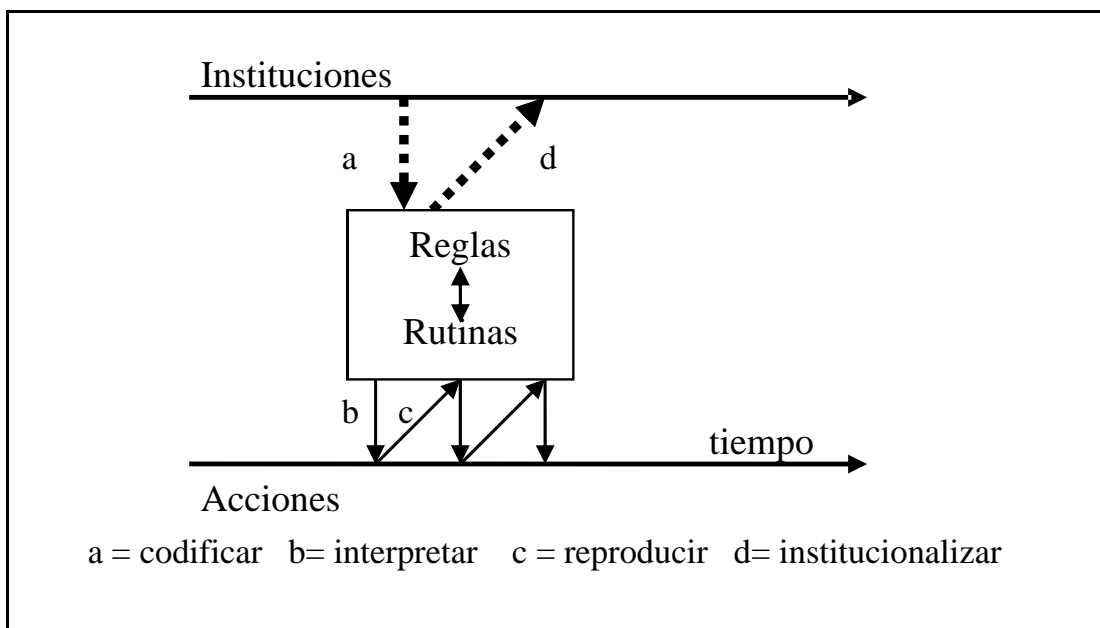 Instituciones
a
d
Reglas
Rutinas
b
c
tiempo
Acciones
a = codificar b= interpretar c = reproducir d= institucionalizar